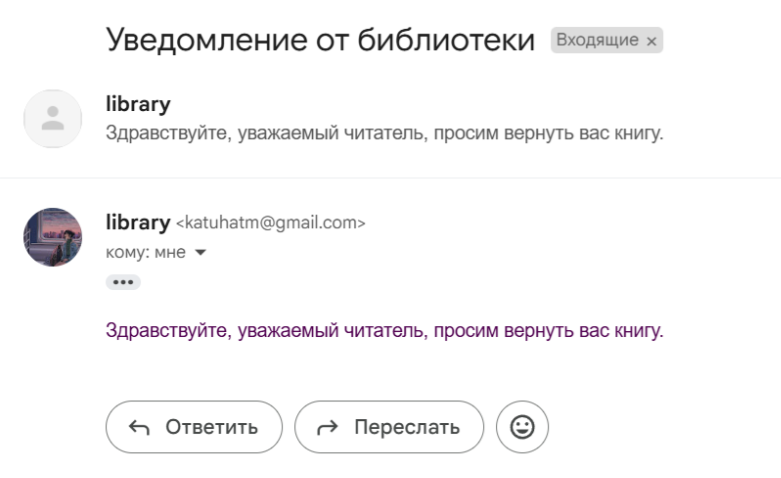 Уведомление от библиотеки Входящие ×
library
Здравствуйте, уважаемый читатель, просим вернуть вас книгу.
library <katuhatm@gmail.com>
кому: мне
Здравствуйте, уважаемый читатель, просим вернуть вас книгу.
Ответить Переслать